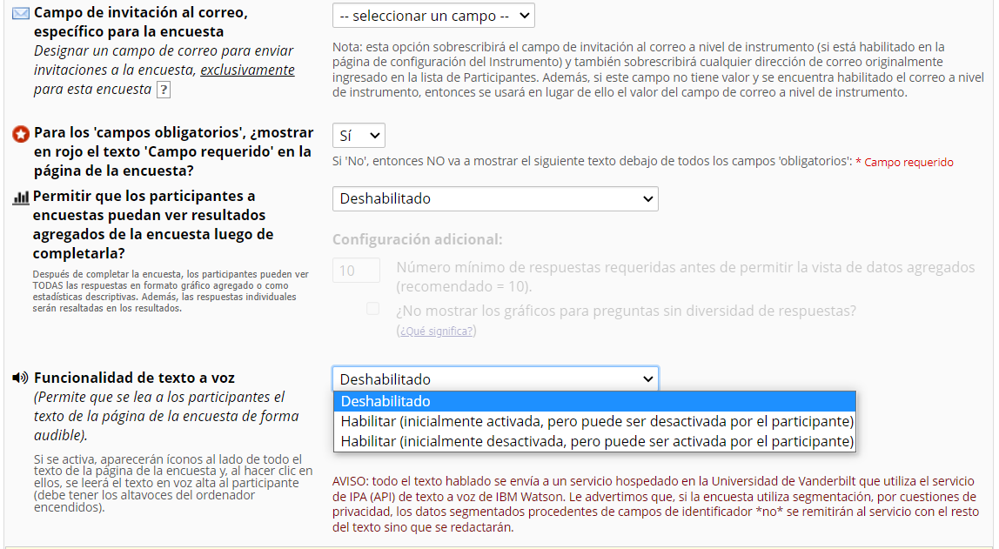 Campo de invitación al correo,
específico para la encuesta
Designar un campo de correo para enviar
invitaciones a la encuesta, exclusivamente
para esta encuesta ?
-- seleccionar un campo --
Nota: esta opción sobrescribirá el campo de invitación al correo a nivel de instrumento (si está habilitado en la
página de configuración del Instrumento) y también sobrescribirá cualquier dirección de correo originalmente
ingresado en la lista de Participantes. Además, si este campo no tiene valor y se encuentra habilitado el correo a nivel
de instrumento, entonces se usará en lugar de ello el valor del campo de correo a nivel de instrumento.
Para los 'campos obligatorios', ¿mostrar
en rojo el texto 'Campo requerido' en la
página de la encuesta?
Sí
Si 'No', entonces NO va a mostrar el siguiente texto debajo de todos los campos 'obligatorios': * Campo requerido
Permitir que los participantes a
encuestas puedan ver resultados
agregados de la encuesta luego de
completarla?
Después de completar la encuesta, los participantes pueden ver
TODAS las respuestas en formato gráfico agregado o como
estadísticas descriptivas. Además, las respuestas individuales
serán resaltadas en los resultados.
Deshabilitado
Configuración adicional:
10
Número mínimo de respuestas requeridas antes de permitir la vista de datos agregados
(recomendado = 10).
¿No mostrar los gráficos para preguntas sin diversidad de respuestas?
(¿Qué significa?)
Funcionalidad de texto a voz
(Permite que se lea a los participantes el
texto de la página de la encuesta de forma
audible).
Si se activa, aparecerán íconos al lado de todo el
texto de la página de la encuesta y, al hacer clic en
ellos, se leerá el texto en voz alta al participante
(debe tener los altavoces del ordenador
encendidos).
Deshabilitado
Deshabilitado
Habilitar (inicialmente activada, pero puede ser desactivada por el participante)
Habilitar (inicialmente desactivada, pero puede ser activada por el participante)
AVISO: todo el texto hablado se envía a un servicio hospedado en la Universidad de Vanderbilt que utiliza el servicio
de IPA (API) de texto a voz de IBM Watson. Le advertimos que, si la encuesta utiliza segmentación, por cuestiones de
privacidad, los datos segmentados procedentes de campos de identificador *no* se remitirán al servicio con el resto
del texto sino que se redactarán.